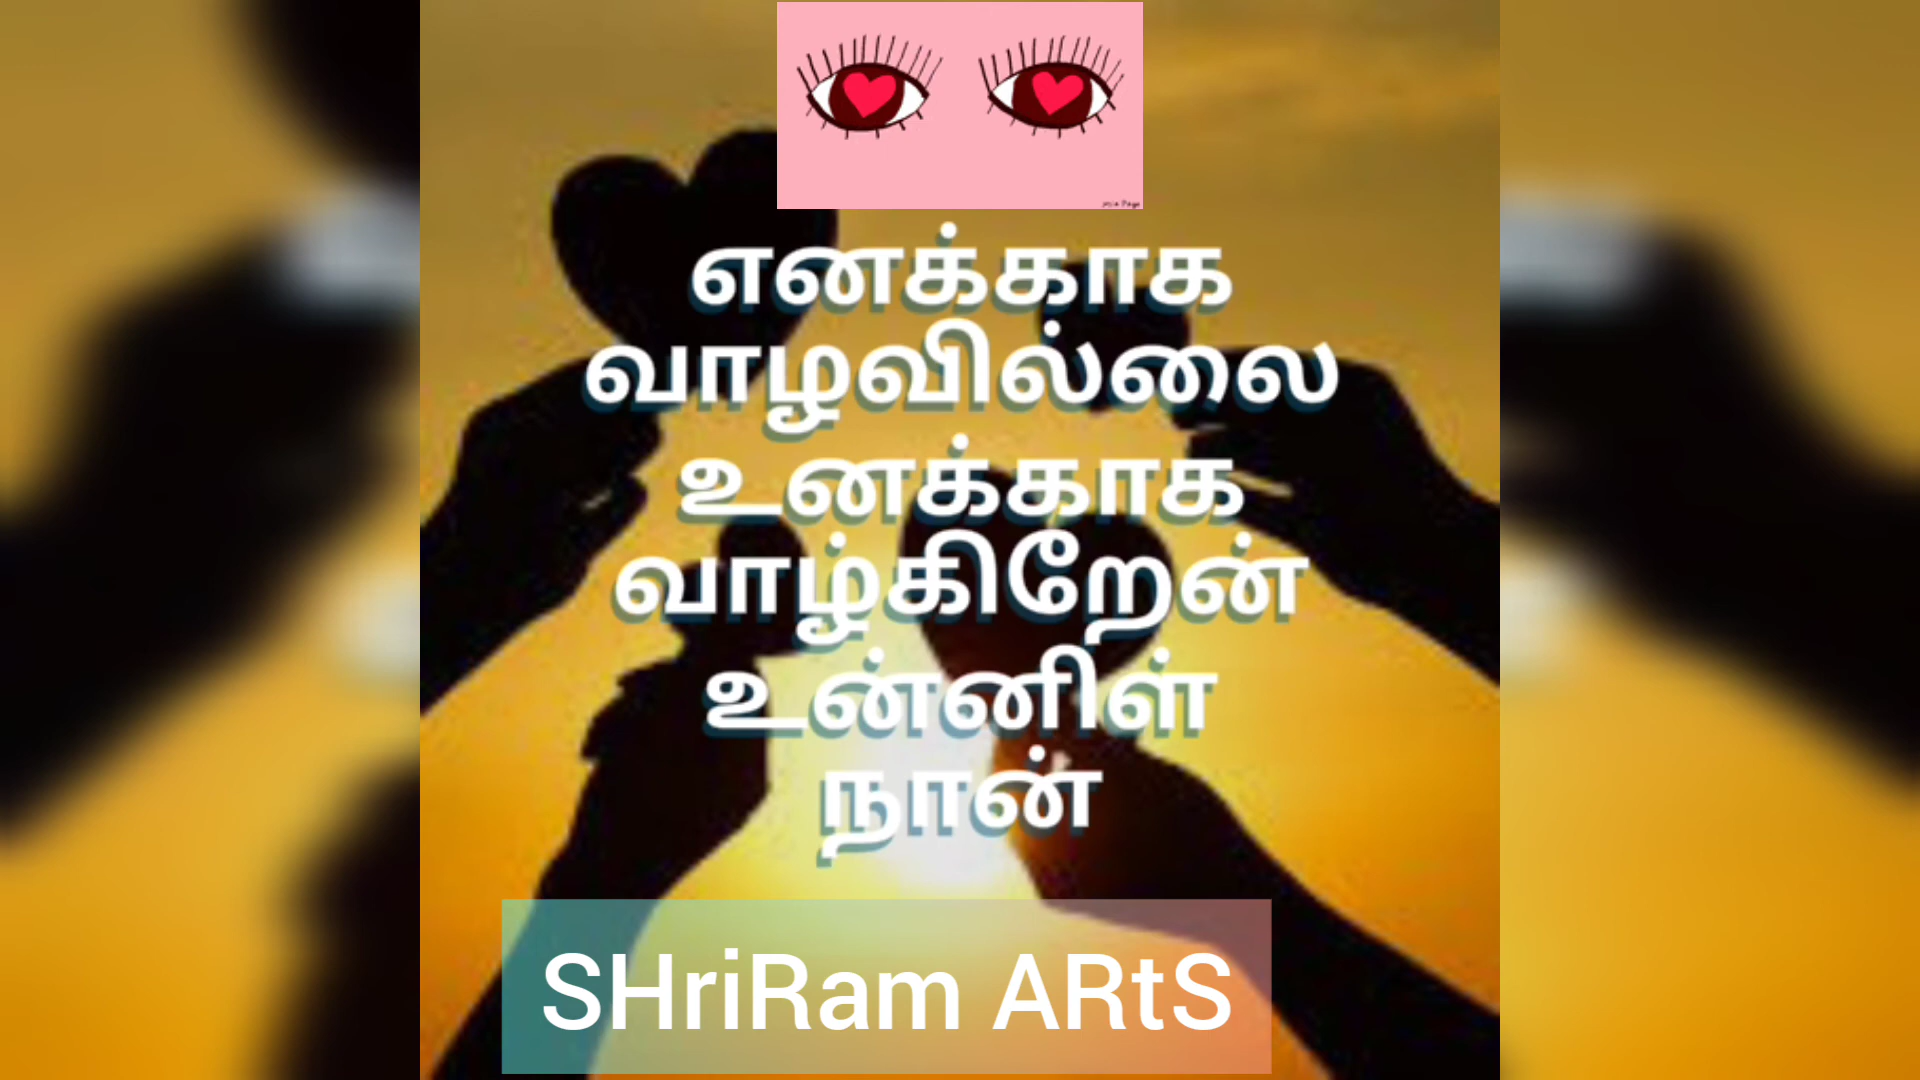 எனக்காக
வாழவில்லை
உனக்காக
வாழ்கிறேன்
உன்னிள்
நான்
SHriRam ARtS